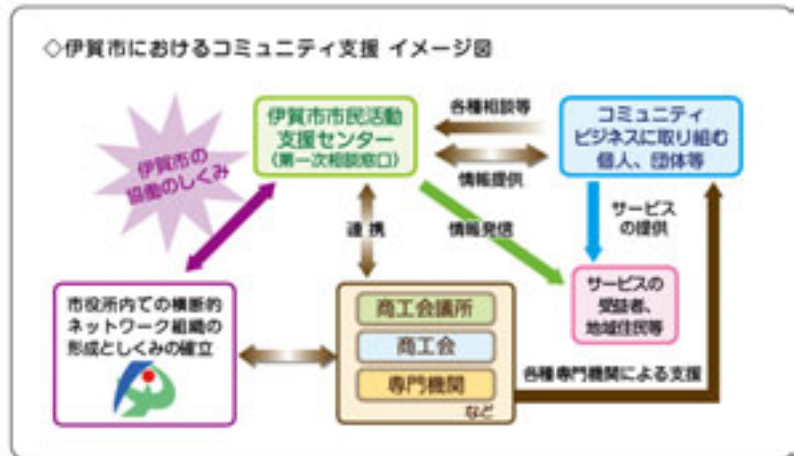 ◇伊賀市におけるコミュニティ支援 イメージ図
伊賀市の
協働のしくみ
伊賀市市民活動
支援センター
(第一次相談窓口)
各種相談等
情報提供
コミュニティ
ビジネスに取り組む
個人、団体等
連携
情報発信
サービス
の提供
サービスの
受益者、
地域住民等
市役所内での横断的
ネットワーク組織の
形成としくみの確立
商工会議所
商工会
専門機関
など
各種専門機関による支援